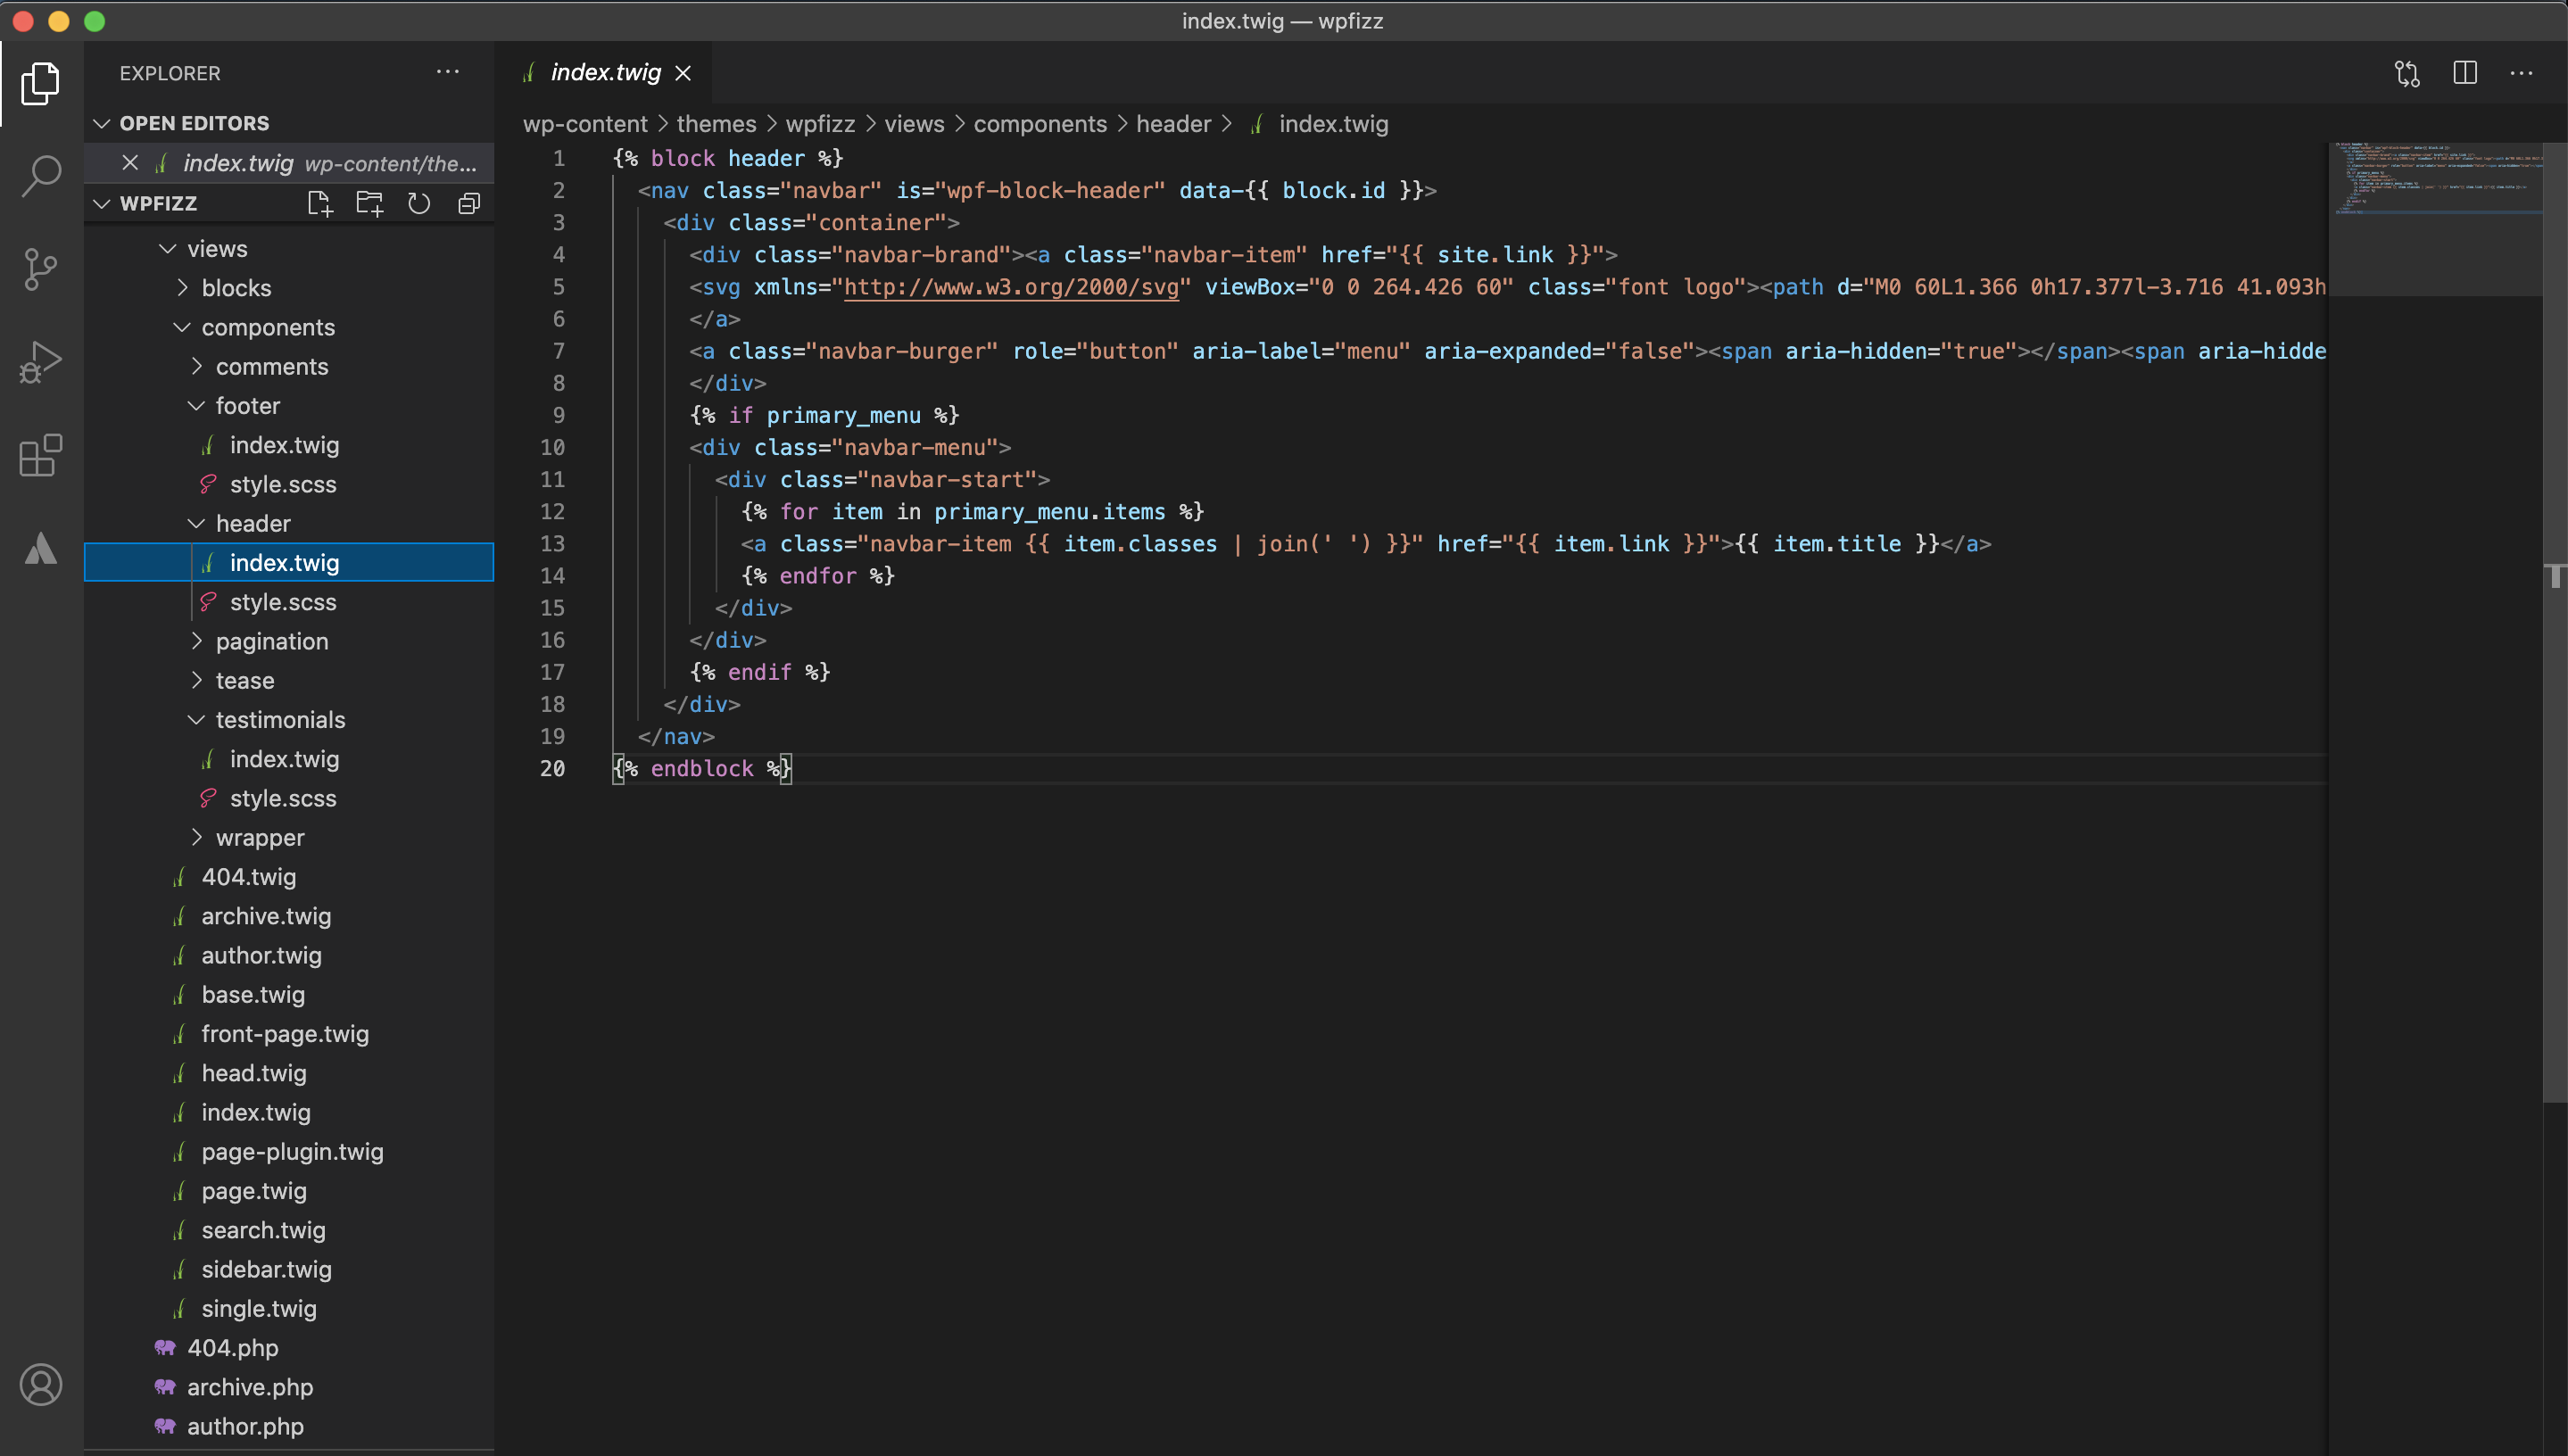 index.twig — wpfizz
EXPLORER
OPEN EDITORS
index.twig wp-content/the...
WPFIZZ
views
blocks
components
comments
footer
index.twig
style.scss
header
index.twig
style.scss
pagination
tease
testimonials
index.twig
style.scss
wrapper
404.twig
archive.twig
author.twig
base.twig
front-page.twig
head.twig
index.twig
page-plugin.twig
page.twig
search.twig
sidebar.twig
single.twig
404.php
archive.php
author.php
index.twig
wp-content > themes > wpfizz > views > components > header > index.twig
1 {% block header %}
2 <nav class="navbar" is="wpf-block-header" data-{{ block.id }}>
3 <div class="container">
4 <div class="navbar-brand"><a class="navbar-item" href="{{ site.link }}">
5 <svg xmlns="http://www.w3.org/2000/svg" viewBox="0 0 264.426 60" class="font logo"><path d="M0 60L1.366 0h17.377l-3.716 41.093h
6 </a>
7 <a class="navbar-burger" role="button" aria-label="menu" aria-expanded="false"><span aria-hidden="true"></span><span aria-hidde
8 </div>
9 {% if primary_menu %}
10 <div class="navbar-menu">
11 <div class="navbar-start">
12 {% for item in primary_menu.items %}
13 <a class="navbar-item {{ item.classes | join(' ') }}" href="{{ item.link }}">{{ item.title }}</a>
14 {% endfor %}
15 </div>
16 </div>
17 {% endif %}
18 </div>
19 </nav>
20 {% endblock %}